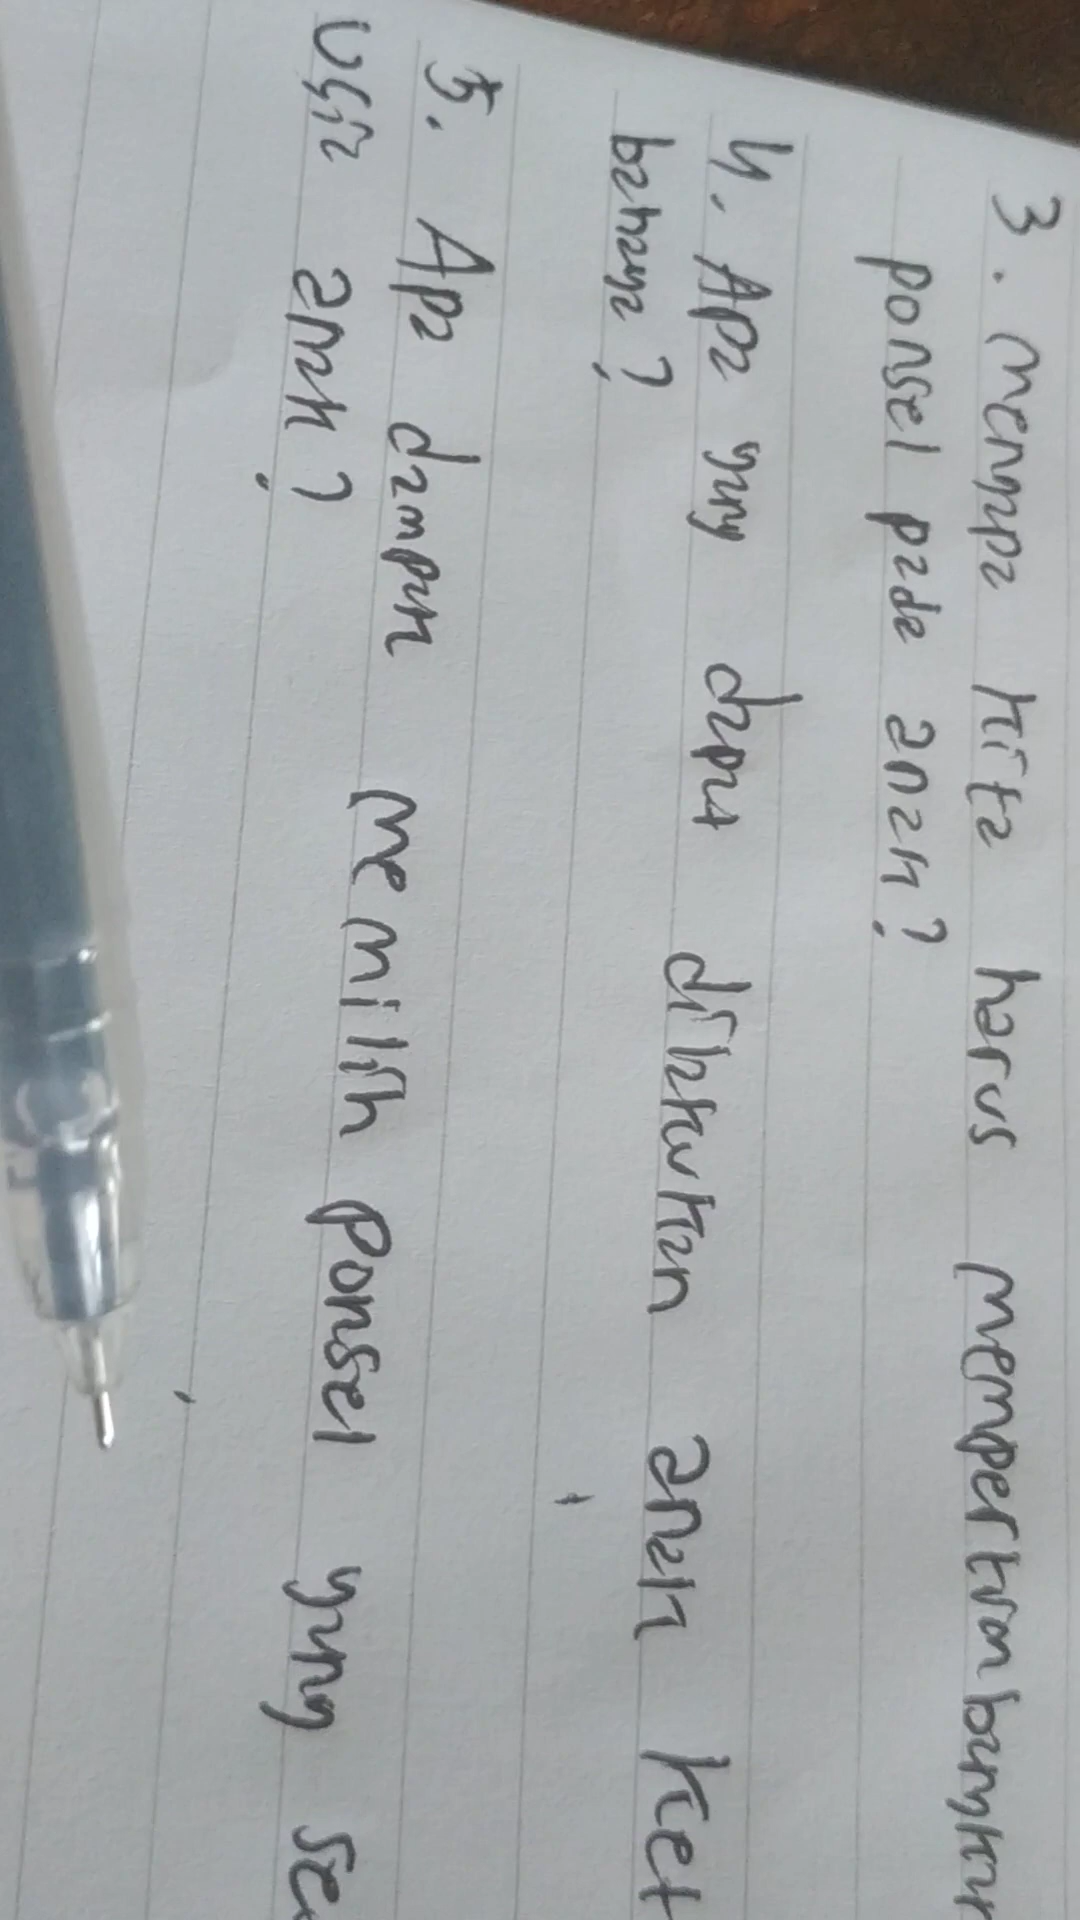 3. mengapa kita harus mempertimbangkan
ponsel pada anak?
4. Apa yang dapat dilakukan anak ket
bahaya?
5. Apa dampak memilih ponsel yang se
usia anak?